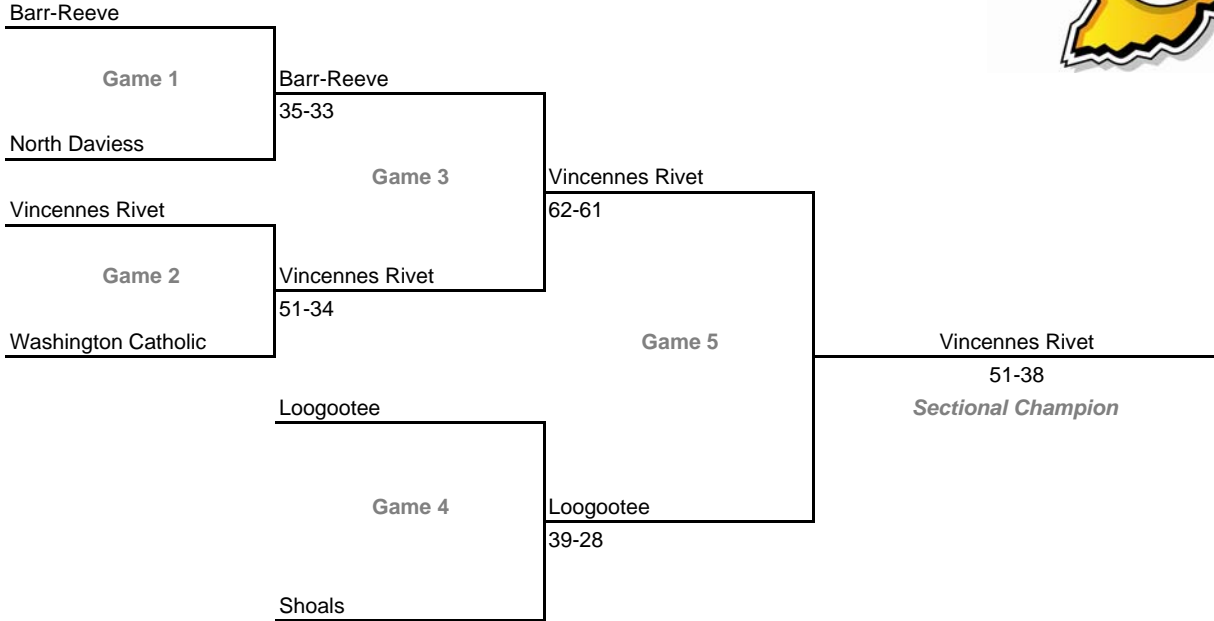 Barr-Reeve
Game 1
Barr-Reeve
35-33
North Daviess
Game 3
Vincennes Rivet
62-61
Vincennes Rivet
Game 2
Vincennes Rivet
51-34
Washington Catholic
Game 5
Vincennes Rivet
51-38
Sectional Champion
Loogootee
Game 4
Loogootee
39-28
Shoals